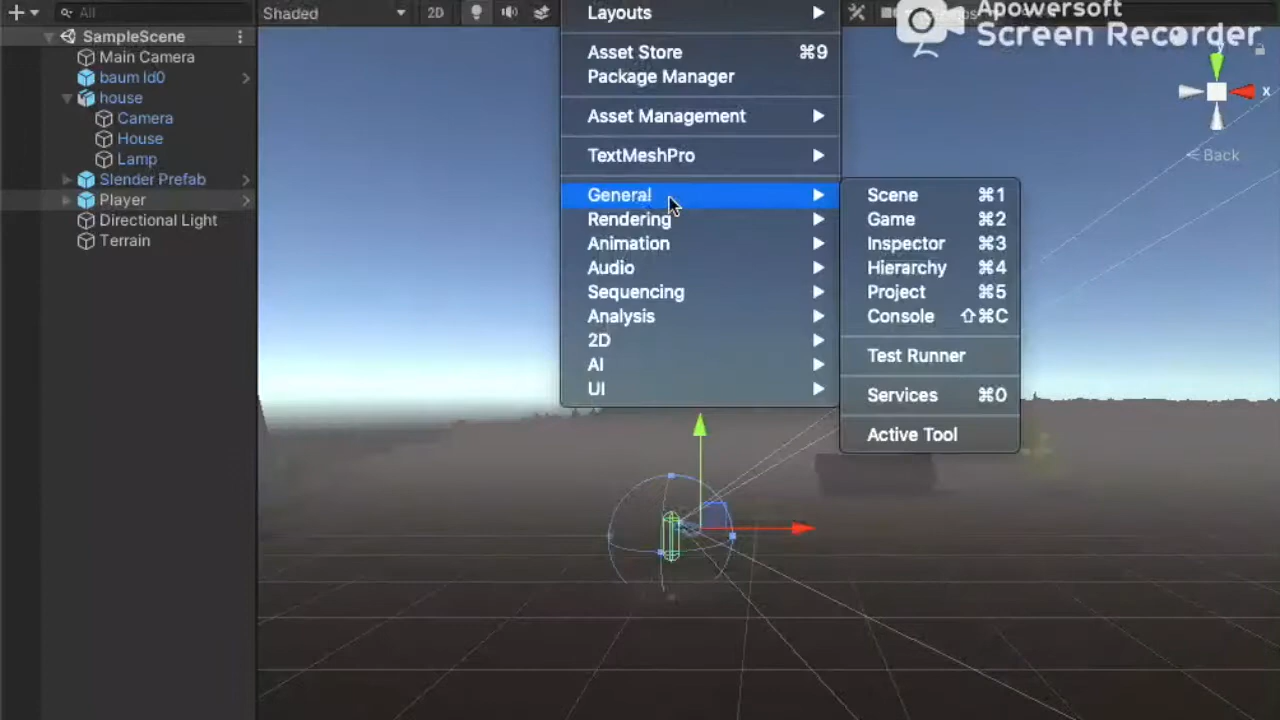 All
Shaded
2D
Apowersoft
Screen Recorder
SampleScene
Main Camera
baum ld0
house
Camera
House
Lamp
Slender Prefab
Player
Directional Light
Terrain
Layouts
Asset Store ⌘9
Package Manager
Asset Management
TextMeshPro
General
Rendering
Animation
Audio
Sequencing
Analysis
2D
AI
UI
Scene ⌘1
Game ⌘2
Inspector ⌘3
Hierarchy ⌘4
Project ⌘5
Console ⇧⌘C
Test Runner
Services ⌘0
Active Tool
x
Back